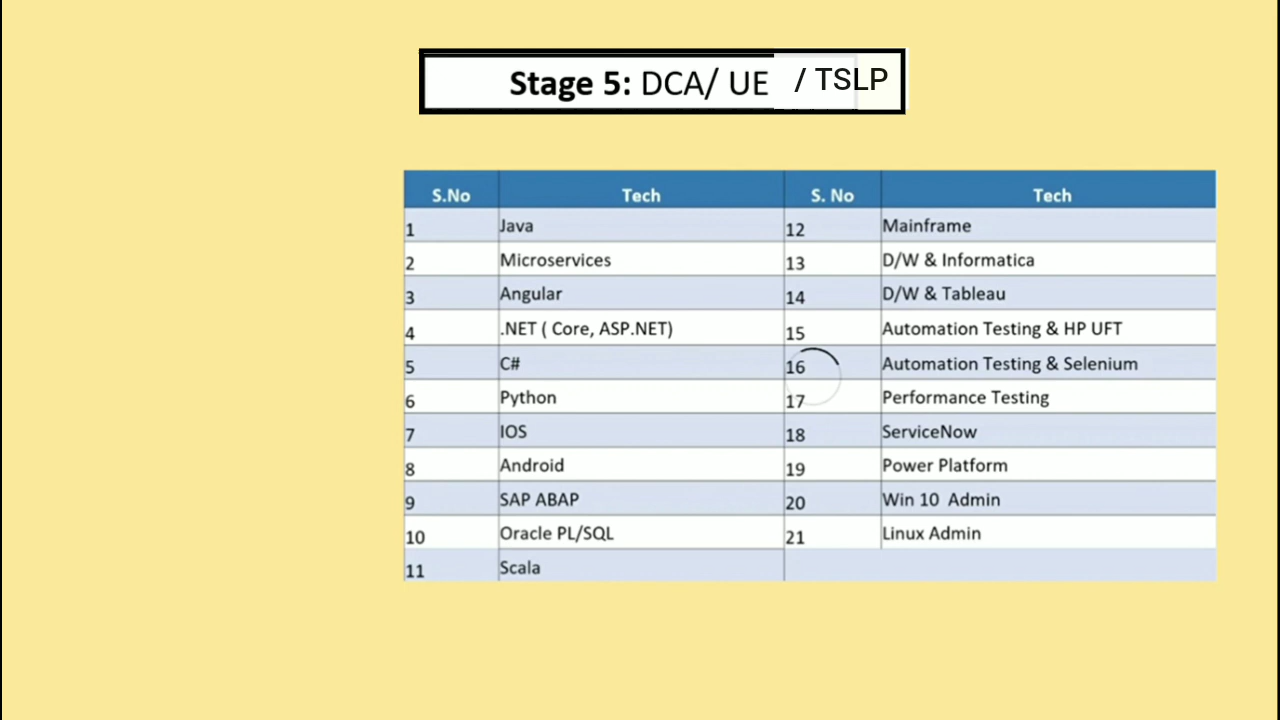 Stage 5: DCA/ UE / TSLP
S.No Tech S. No Tech
1 Java 12 Mainframe
2 Microservices 13 D/W & Informatica
3 Angular 14 D/W & Tableau
4 .NET ( Core, ASP.NET) 15 Automation Testing & HP UFT
5 C# 16 Automation Testing & Selenium
6 Python 17 Performance Testing
7 IOS 18 ServiceNow
8 Android 19 Power Platform
9 SAP ABAP 20 Win 10 Admin
10 Oracle PL/SQL 21 Linux Admin
11 Scala